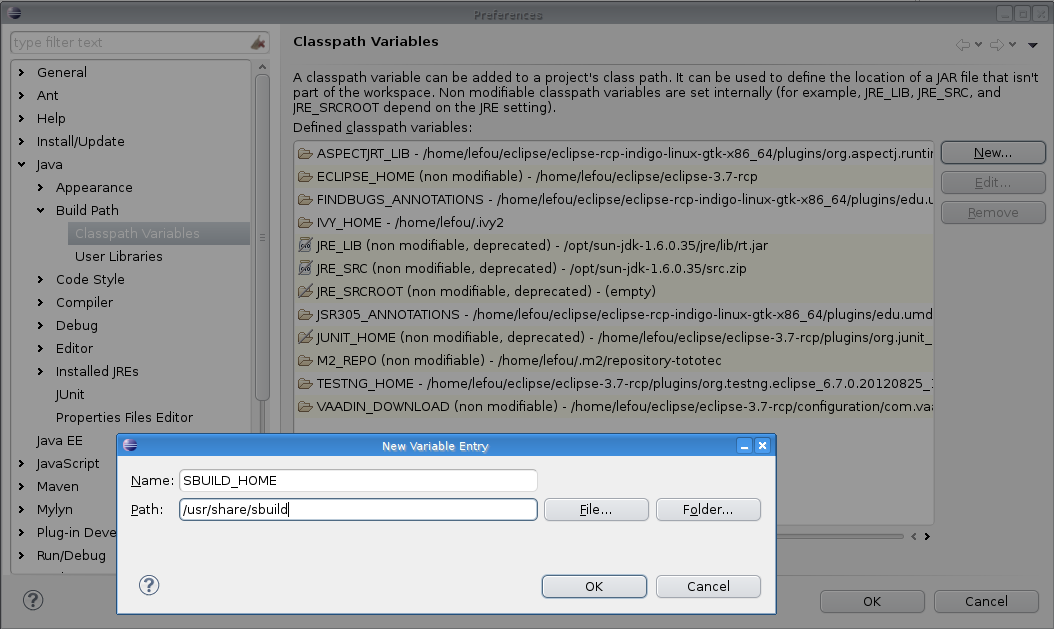 Preferences
type filter text
General
Ant
Help
Install/Update
Java
Appearance
Build Path
Classpath Variables
User Libraries
Code Style
Compiler
Debug
Editor
Installed JREs
JUnit
Properties Files Editor
Java EE
JavaScript
Maven
Mylyn
Plug-in Deve
Run/Debug
Classpath Variables
A classpath variable can be added to a project's class path. It can be used to define the location of a JAR file that isn't
part of the workspace. Non modifiable classpath variables are set internally (for example, JRE_LIB, JRE_SRC, and
JRE_SRCROOT depend on the JRE setting).
Defined classpath variables:
ASPECTJRT_LIB - /home/lefou/eclipse/eclipse-rcp-indigo-linux-gtk-x86_64/plugins/org.aspectj.runtir
ECLIPSE_HOME (non modifiable) - /home/lefou/eclipse/eclipse-3.7-rcp
FINDBUGS_ANNOTATIONS - /home/lefou/eclipse/eclipse-rcp-indigo-linux-gtk-x86_64/plugins/edu.u
IVY_HOME - /home/lefou/.ivy2
JRE_LIB (non modifiable, deprecated) - /opt/sun-jdk-1.6.0.35/jre/lib/rt.jar
JRE_SRC (non modifiable, deprecated) - /opt/sun-jdk-1.6.0.35/src.zip
JRE_SRCROOT (non modifiable, deprecated) - (empty)
JSR305_ANNOTATIONS - /home/lefou/eclipse/eclipse-rcp-indigo-linux-gtk-x86_64/plugins/edu.umd
JUNIT_HOME (non modifiable, deprecated) - /home/lefou/eclipse/eclipse-3.7-rcp/plugins/org.junit_
M2_REPO (non modifiable) - /home/lefou/.m2/repository-tototec
TESTNG_HOME - /home/lefou/eclipse/eclipse-3.7-rcp/plugins/org.testng.eclipse_6.7.0.20120825_
VAADIN_DOWNLOAD (non modifiable) - /home/lefou/eclipse/eclipse-3.7-rcp/configuration/com.vaa
New...
Edit...
Remove
New Variable Entry
Name: SBUILD_HOME
Path: /usr/share/sbuild File... Folder...
? OK Cancel
? OK Cancel